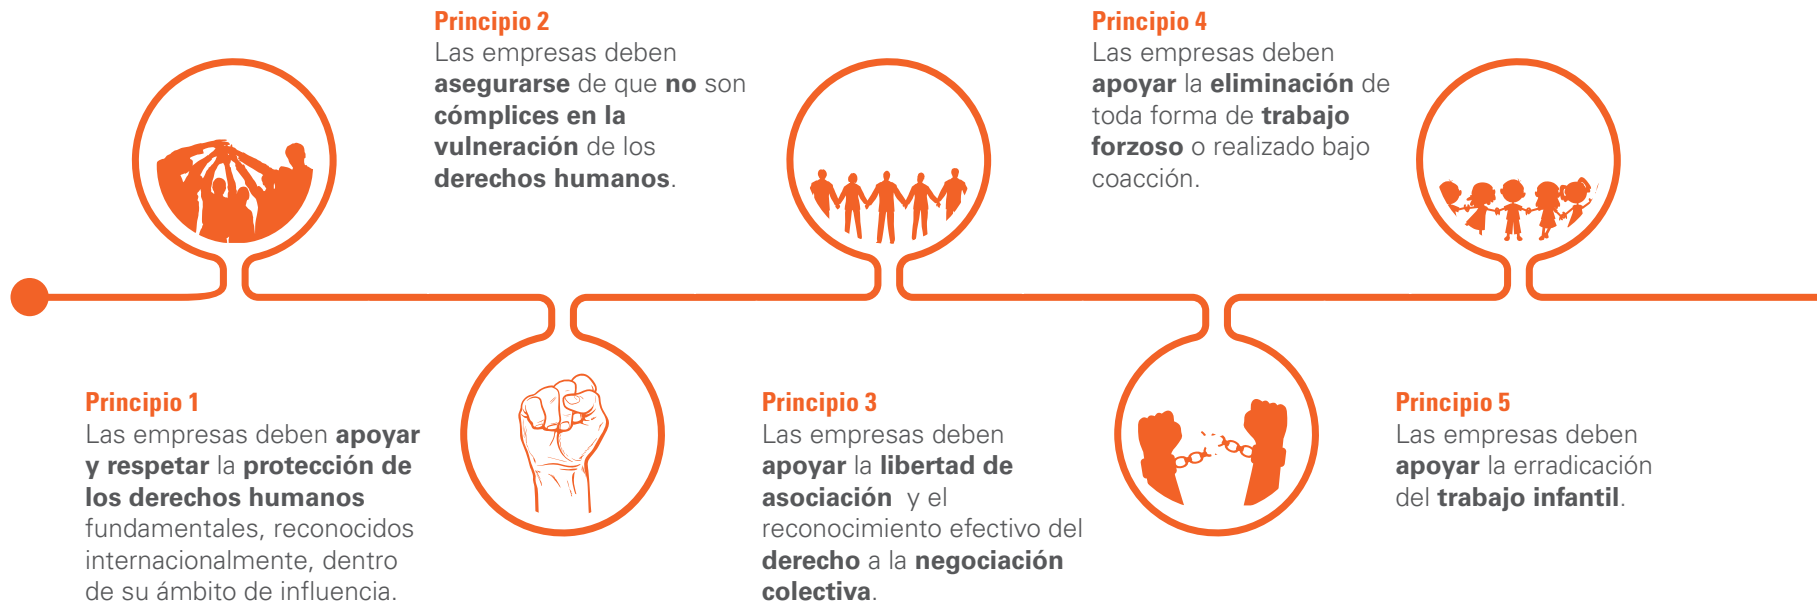 Principio 1
Las empresas deben apoyar
y respetar la protección de
los derechos humanos
fundamentales, reconocidos
internacionalmente, dentro
de su ámbito de influencia.
Principio 2
Las empresas deben
asegurarse de que no son
cómplices en la
vulneración de los
derechos humanos.
Principio 3
Las empresas deben
apoyar la libertad de
asociación y el
reconocimiento efectivo del
derecho a la negociación
colectiva.
Principio 4
Las empresas deben
apoyar la eliminación de
toda forma de trabajo
forzoso o realizado bajo
coacción.
Principio 5
Las empresas deben
apoyar la erradicación
del trabajo infantil.